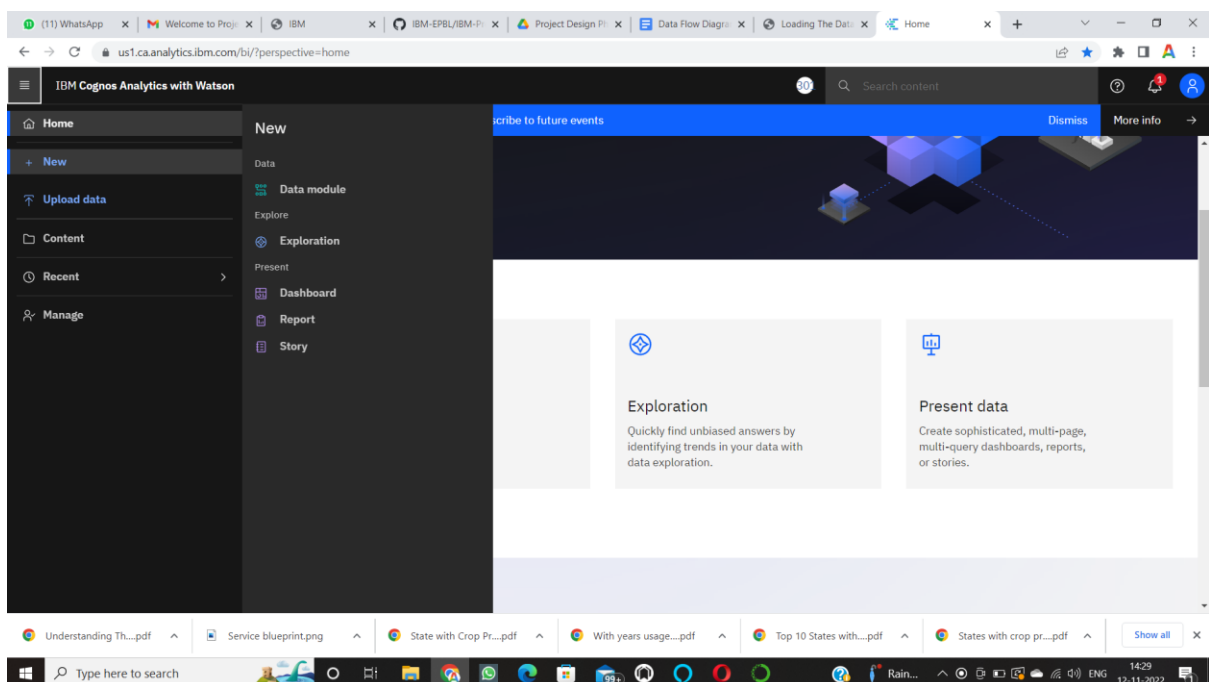 (11) WhatsApp
Welcome to Proje
IBM
IBM-EPBL/IBM-Pr
Project Design Ph
Data Flow Diagra
Loading The Data
Home
us1.ca.analytics.ibm.com/bi/?perspective=home
IBM Cognos Analytics with Watson
Search content
1
Home
New
Upload data
Content
Recent
Manage
New
Data
Data module
Explore
Exploration
Present
Dashboard
Report
Story
scribe to future events
Dismiss
More info
Exploration
Quickly find unbiased answers by
identifying trends in your data with
data exploration.
Present data
Create sophisticated, multi-page,
multi-query dashboards, reports,
or stories.
Understanding Th....pdf
Service blueprint.png
State with Crop Pr....pdf
With years usage....pdf
Top 10 States with....pdf
States with crop pr....pdf
Show all
Type here to search
99+
Rain...
ENG
14:29
12-11-2022